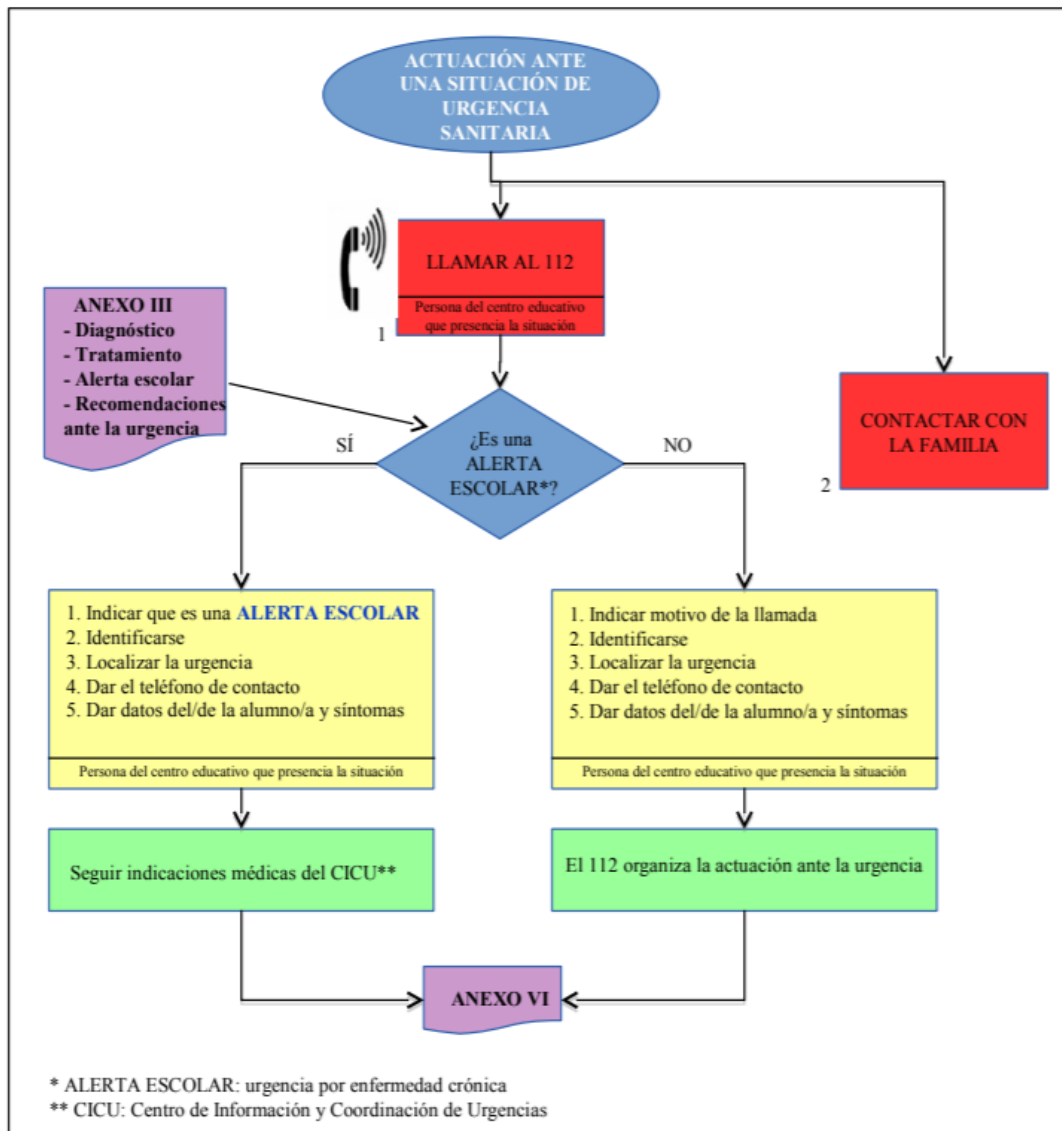 ACTUACIÓN ANTE
UNA SITUACIÓN DE
URGENCIA
SANITARIA
LLAMAR AL 112
Persona del centro educativo
que presencia la situación
1
ANEXO III
- Diagnóstico
- Tratamiento
- Alerta escolar
- Recomendaciones
ante la urgencia
CONTACTAR CON
LA FAMILIA
2
¿Es una
ALERTA
ESCOLAR*?
SÍ
NO
1. Indicar que es una ALERTA ESCOLAR
2. Identificarse
3. Localizar la urgencia
4. Dar el teléfono de contacto
5. Dar datos del/de la alumno/a y síntomas
Persona del centro educativo que presencia la situación
1. Indicar motivo de la llamada
2. Identificarse
3. Localizar la urgencia
4. Dar el teléfono de contacto
5. Dar datos del/de la alumno/a y síntomas
Persona del centro educativo que presencia la situación
Seguir indicaciones médicas del CICU**
El 112 organiza la actuación ante la urgencia
ANEXO VI
* ALERTA ESCOLAR: urgencia por enfermedad crónica
** CICU: Centro de Información y Coordinación de Urgencias